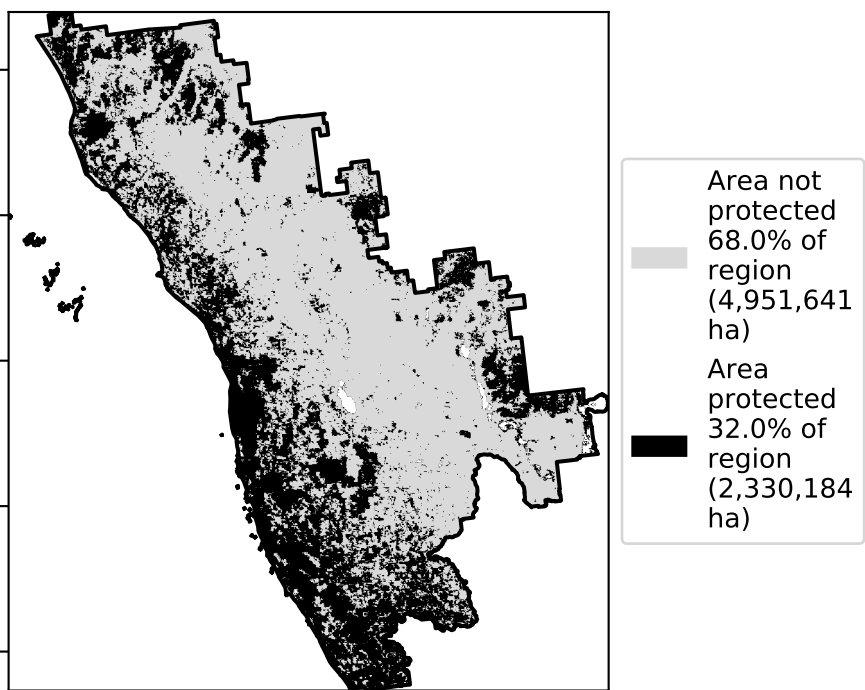 Area not
protected
68.0% of
region
(4,951,641
ha)
Area
protected
32.0% of
region
(2,330,184
ha)